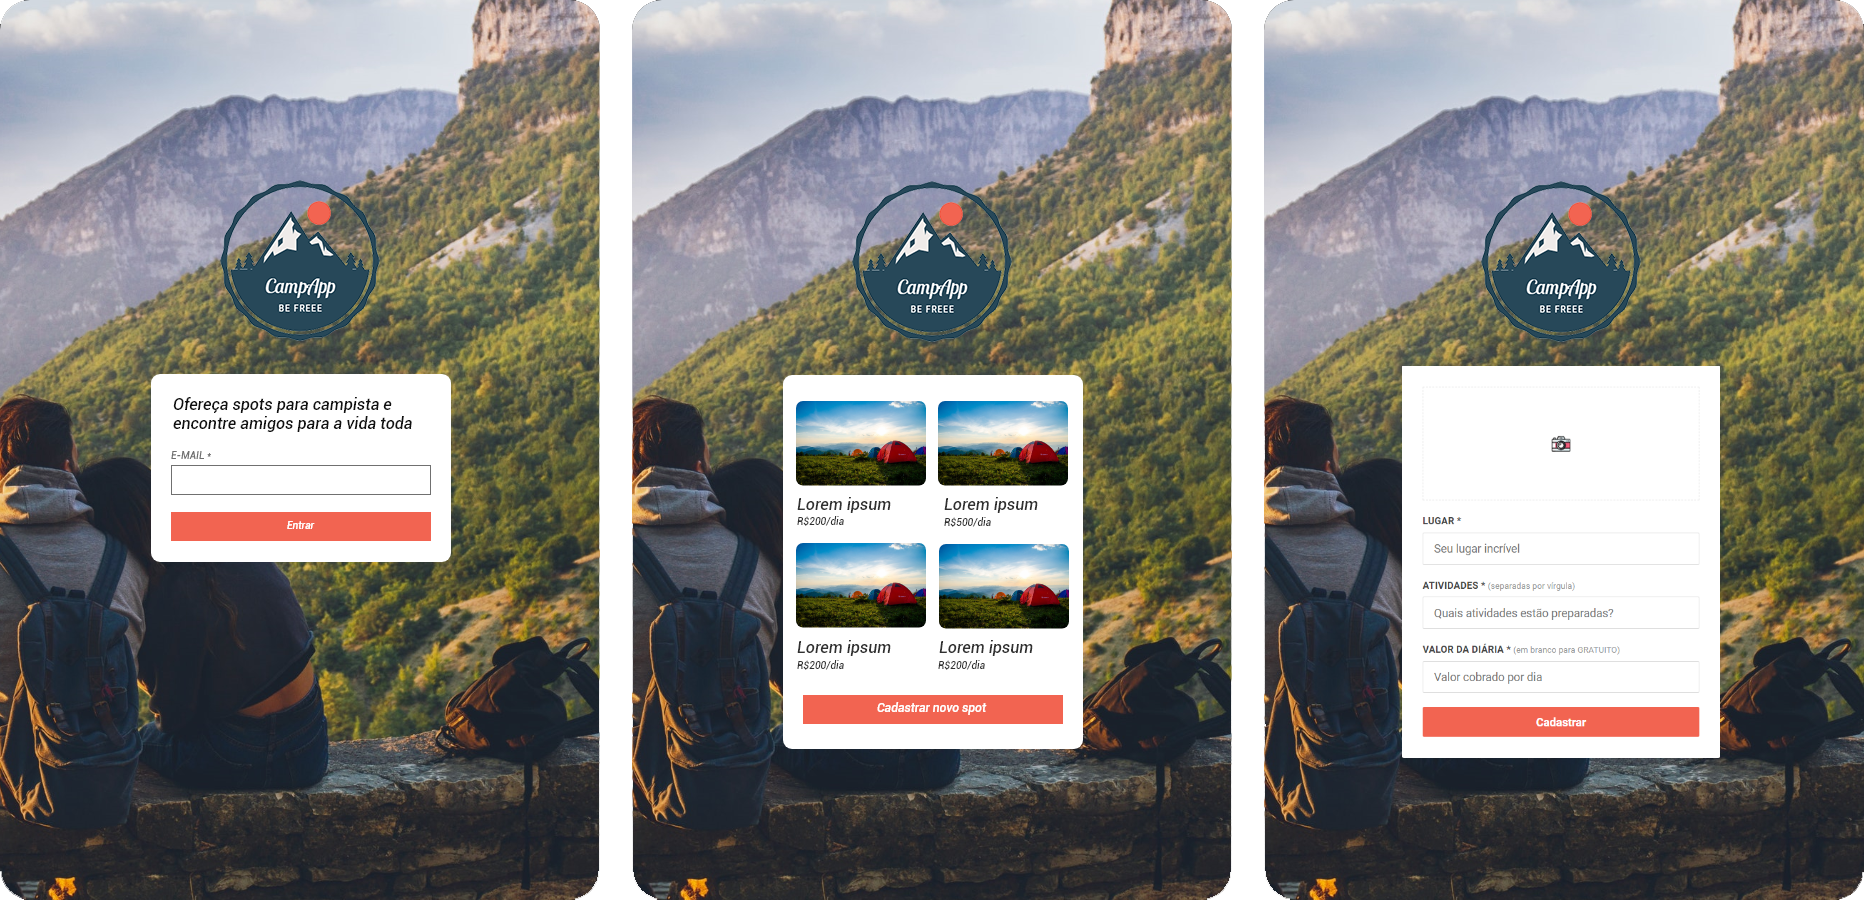 CampApp
BE FREEE
Ofereça spots para campista e
encontre amigos para a vida toda
E-MAIL *
Entrar
CampApp
BE FREEE
Lorem ipsum
R$200/dia
Lorem ipsum
R$500/dia
Lorem ipsum
R$200/dia
Lorem ipsum
R$200/dia
Cadastrar novo spot
CampApp
BE FREEE
LUGAR *
Seu lugar incrível
ATIVIDADES * (separadas por vírgula)
Quais atividades estão preparadas?
VALOR DA DIÁRIA * (em branco para GRATUITO)
Valor cobrado por dia
Cadastrar